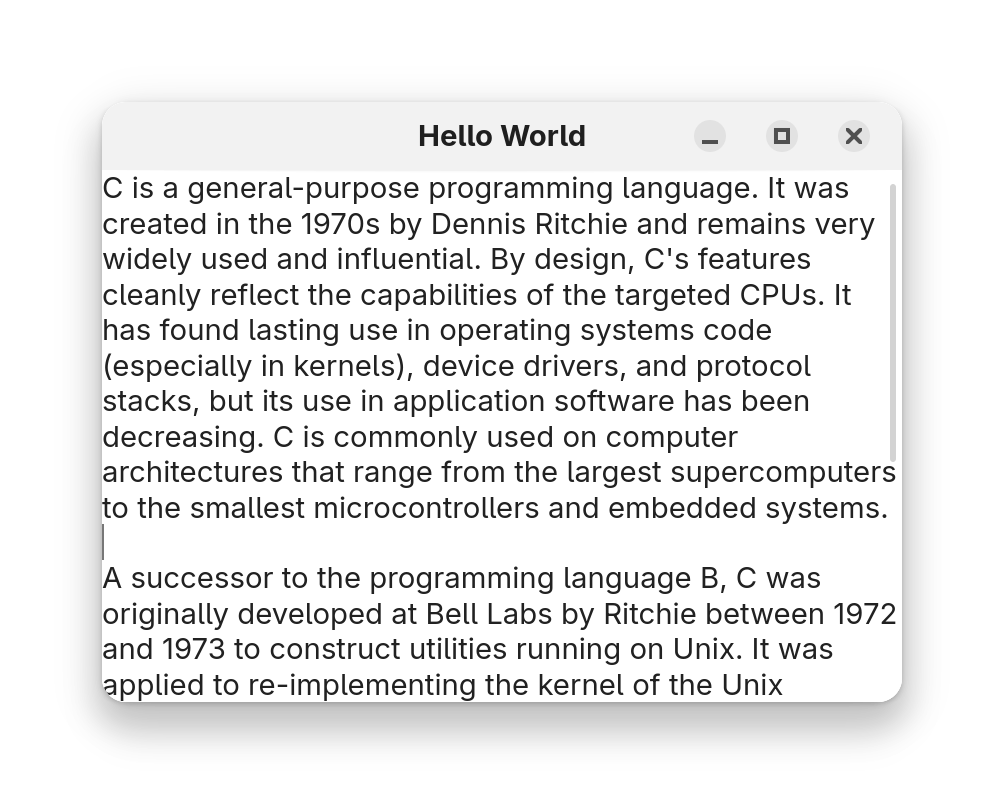 Hello World
C is a general-purpose programming language. It was
created in the 1970s by Dennis Ritchie and remains very
widely used and influential. By design, C's features
cleanly reflect the capabilities of the targeted CPUs. It
has found lasting use in operating systems code
(especially in kernels), device drivers, and protocol
stacks, but its use in application software has been
decreasing. C is commonly used on computer
architectures that range from the largest supercomputers
to the smallest microcontrollers and embedded systems.
A successor to the programming language B, C was
originally developed at Bell Labs by Ritchie between 1972
and 1973 to construct utilities running on Unix. It was
applied to re-implementing the kernel of the Unix